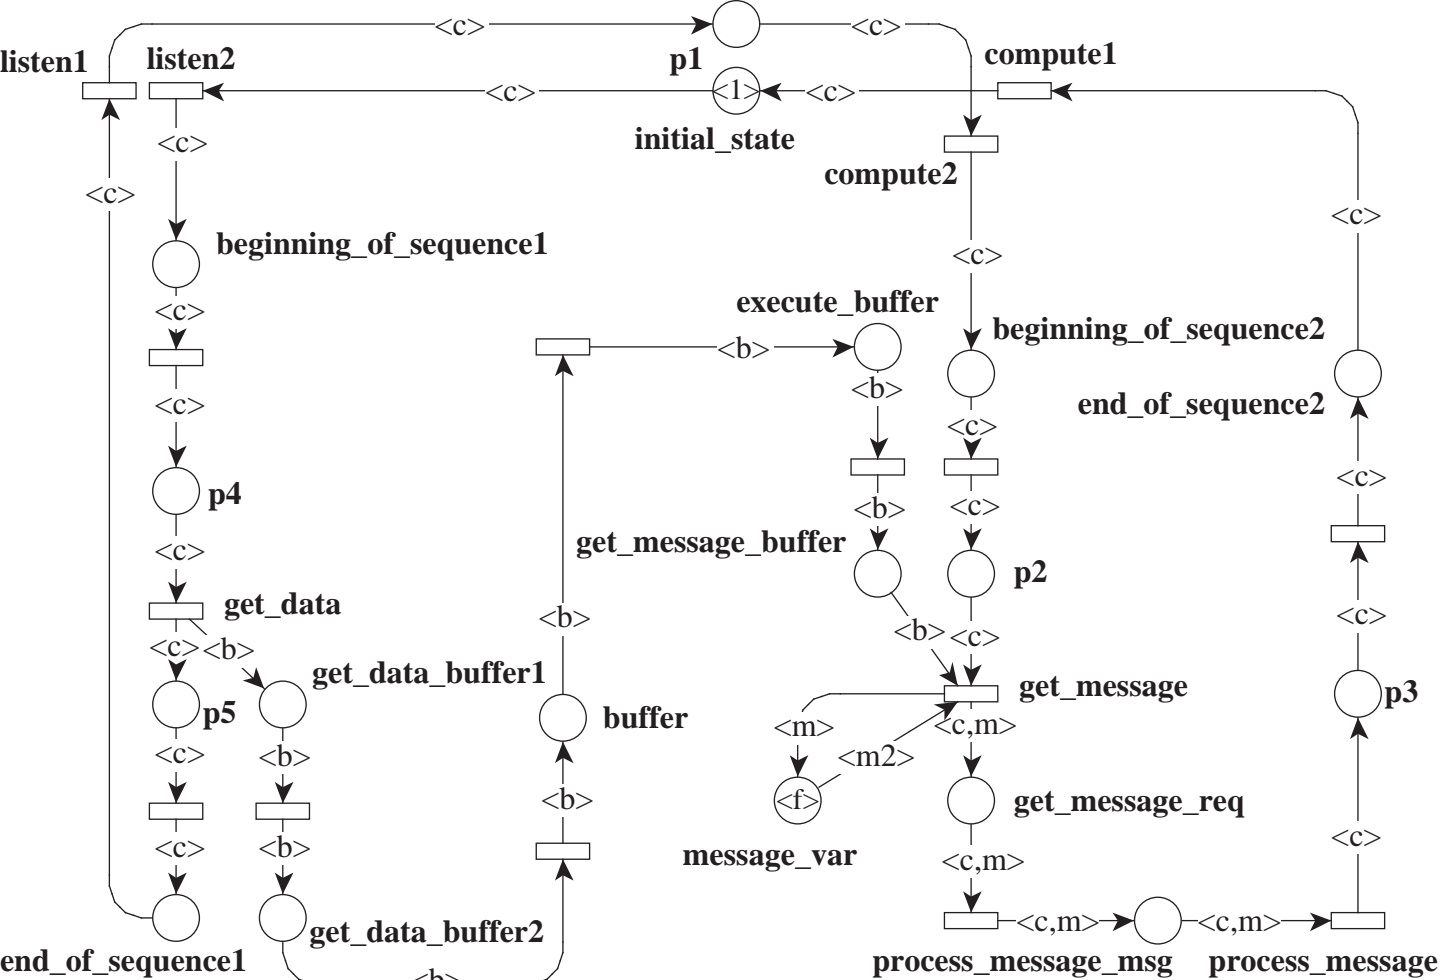 <c>
<c>
listen1
listen2
p1
compute1
<c>
<1>
<c>
initial_state
compute2
<c>
<c>
<c>
beginning_of_sequence1
<c>
<c>
execute_buffer
beginning_of_sequence2
<b>
<b>
end_of_sequence2
<c>
<c>
<c>
p4
<b>
<c>
get_message_buffer
p2
<c>
get_data
<b>
<c>
<b>
<b>
<c>
<c>
get_data_buffer1
get_message
p5
buffer
<m>
<c,m>
p3
<c>
<b>
<m2>
<b>
<f>
get_message_req
<c>
<c>
<b>
message_var
<c,m>
get_data_buffer2
<c,m>
<c,m>
end_of_sequence1
process_message_msg
process_message
<b>